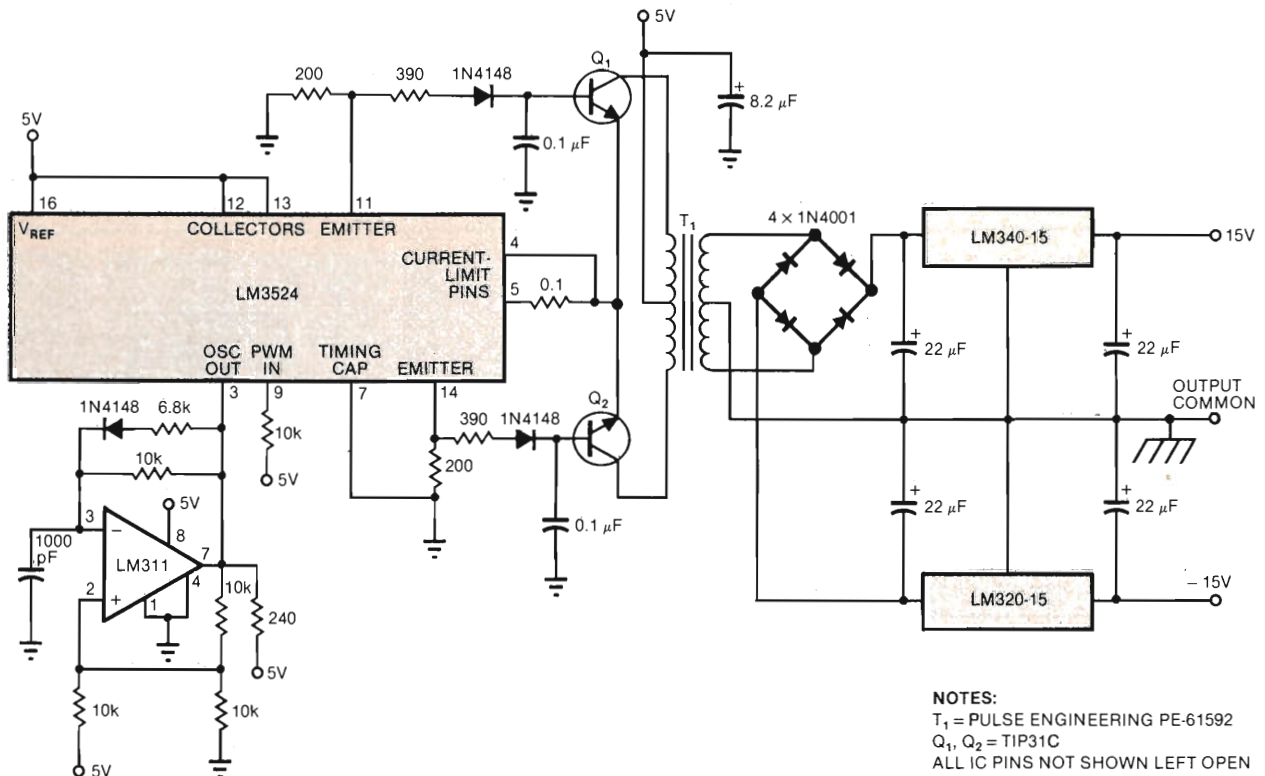 5V
Q1
200
390
1N4148
+
8.2 μF
0.1 μF
5V
16
12
13
11
VREF
COLLECTORS
EMITTER
4
CURRENT-
LIMIT
PINS
5
0.1
LM3524
OSC
OUT
PWM
IN
TIMING
CAP
EMITTER
3
9
7
14
T1
4 × 1N4001
LM340-15
15V
+
22 μF
+
22 μF
OUTPUT
COMMON
1N4148
6.8k
10k
10k
5V
390
1N4148
Q2
200
0.1 μF
5V
3
−
8
1000
pF
LM311
7
4
2
+
1
10k
240
5V
10k
5V
10k
+
22 μF
+
22 μF
LM320-15
− 15V
NOTES:
T1 = PULSE ENGINEERING PE-61592
Q1, Q2 = TIP31C
ALL IC PINS NOT SHOWN LEFT OPEN